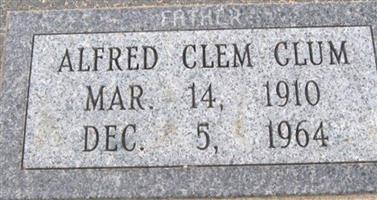 FATHER
ALFRED CLEM CLUM
MAR. 14, 1910
DEC. 5, 1964